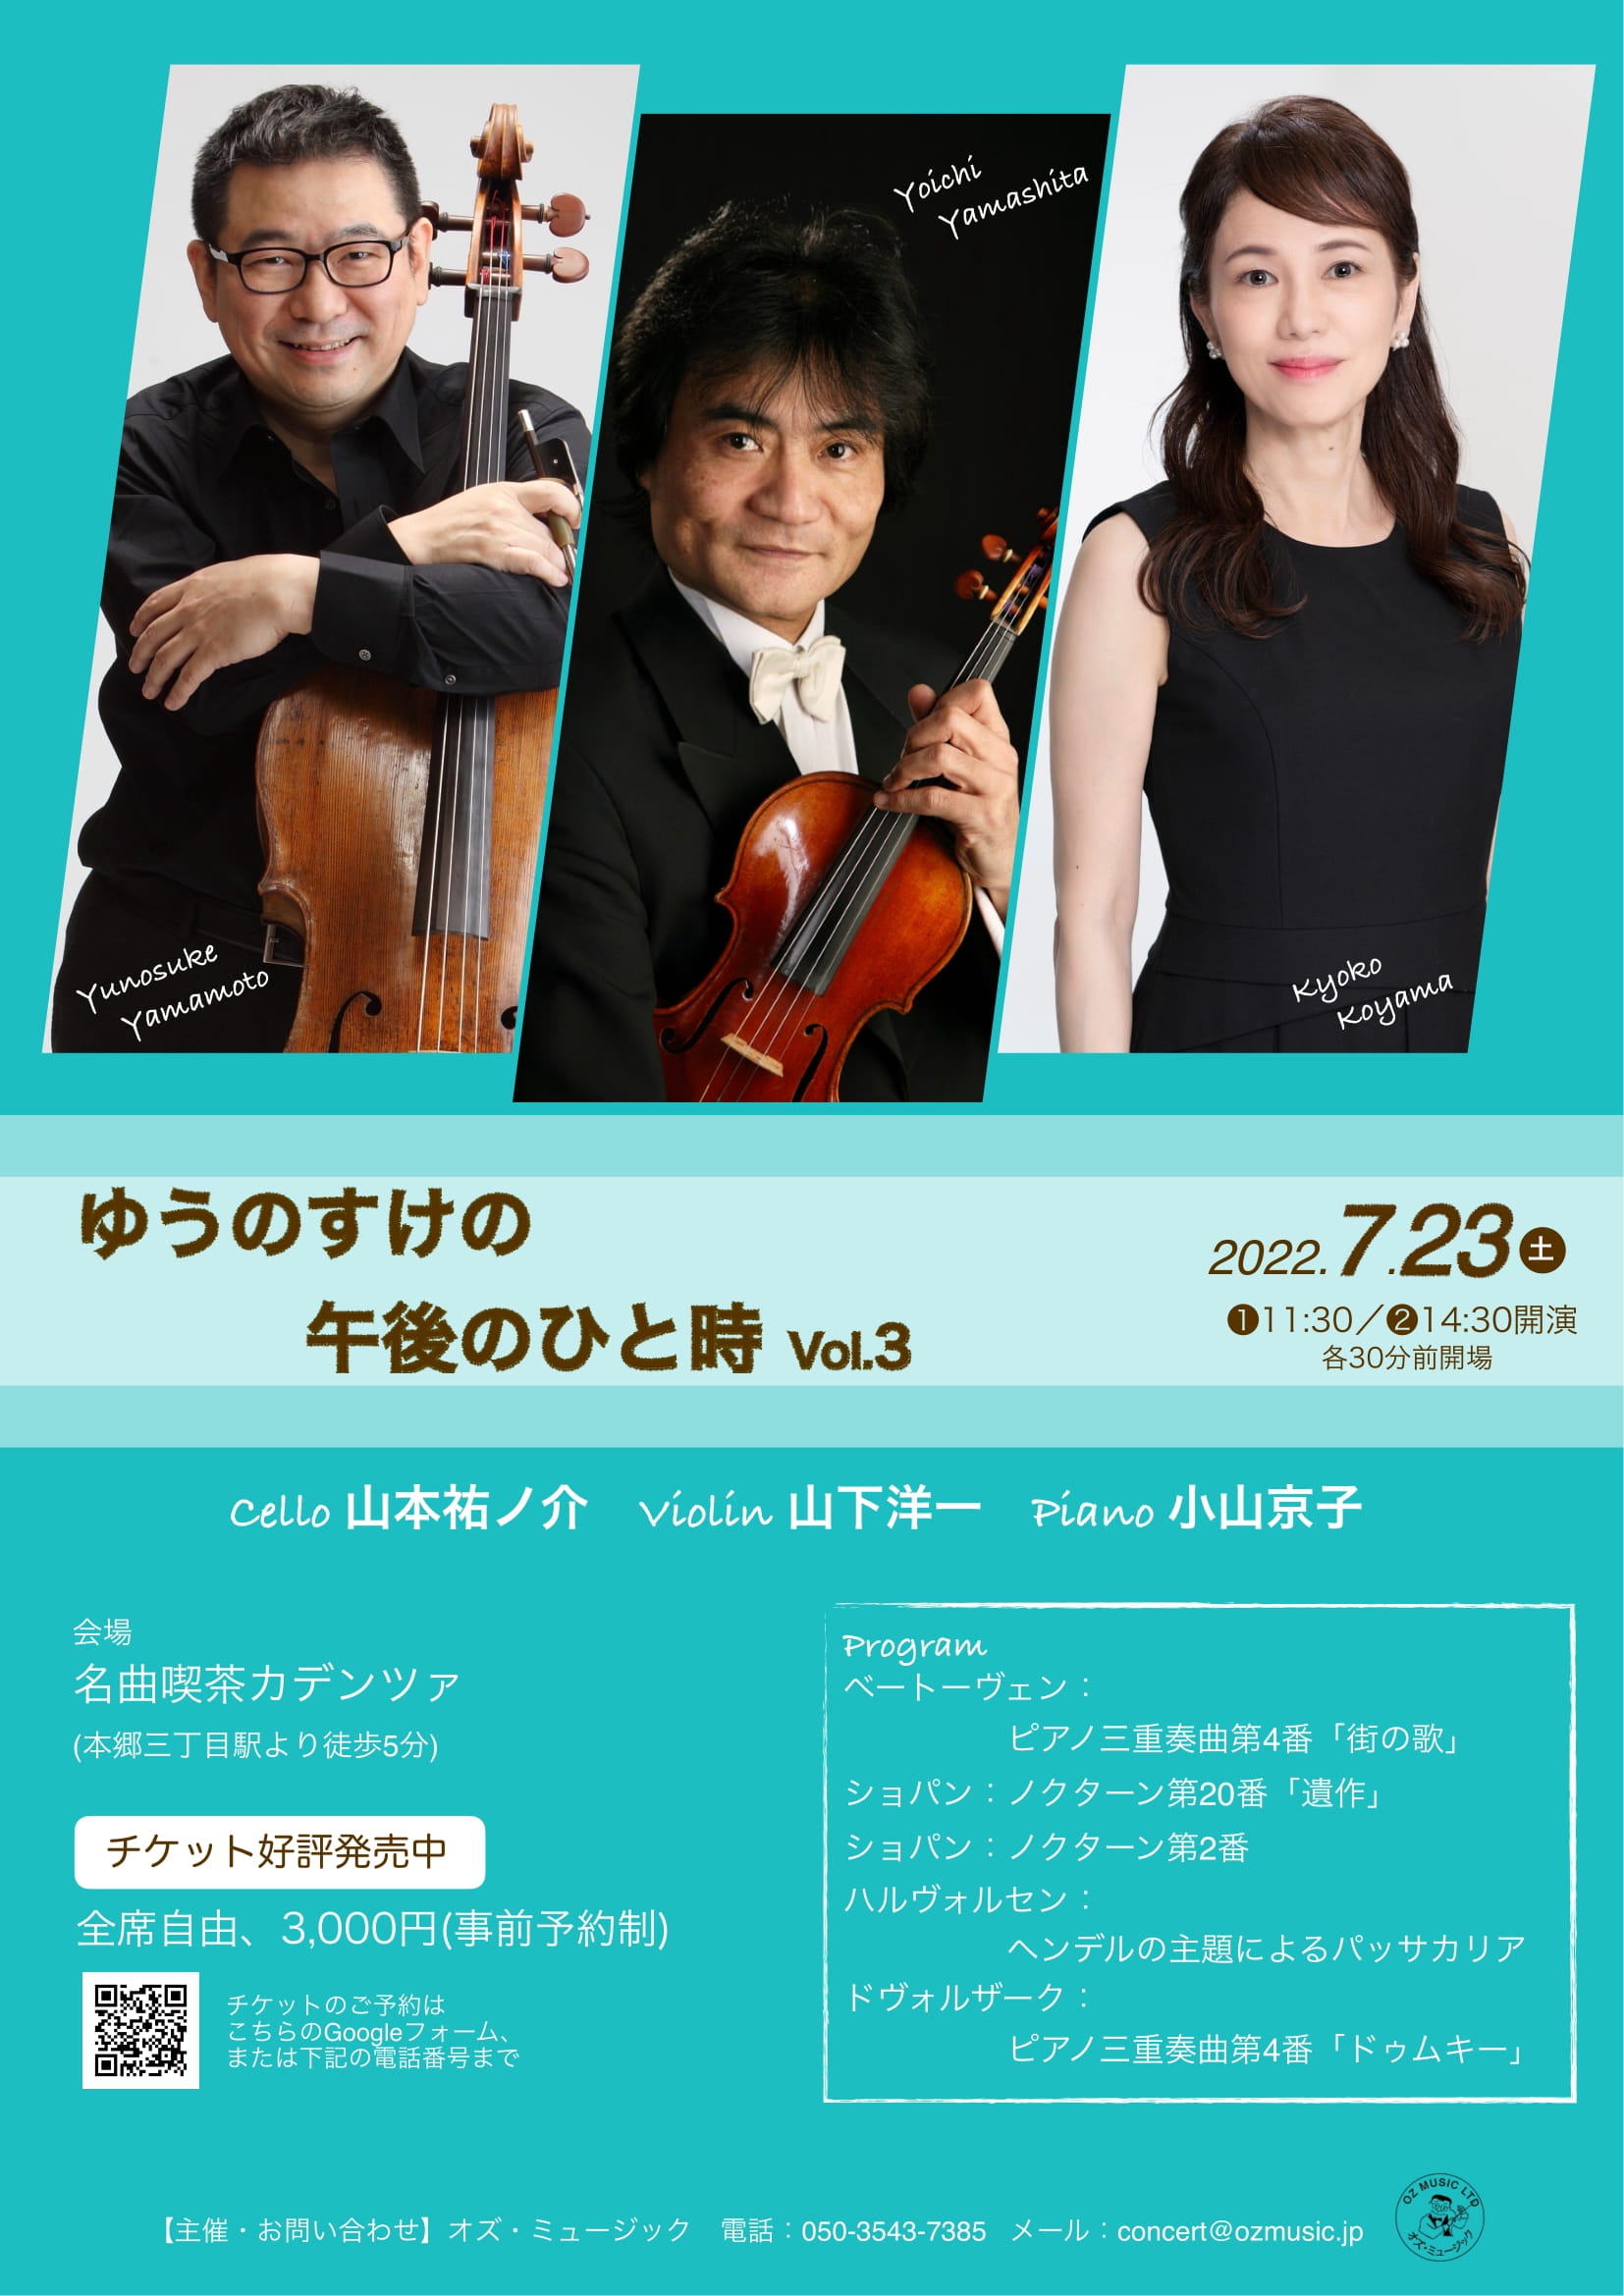 Yoichi
Yamashita
Yunosuke
Yamamoto
Kyoko
Koyama
ゆうのすけの
午後のひと時 Vol.3
2022.7.23土
❶11:30／❷14:30開演
各30分前開場
Cello 山本祐ノ介 Violin 山下洋一 Piano 小山京子
会場
名曲喫茶カデンツァ
(本郷三丁目駅より徒歩5分)
チケット好評発売中
全席自由、3,000円(事前予約制)
チケットのご予約は
こちらのGoogleフォーム、
または下記の電話番号まで
Program
ベートーヴェン：
ピアノ三重奏曲第4番「街の歌」
ショパン：ノクターン第20番「遺作」
ショパン：ノクターン第2番
ハルヴォルセン：
ヘンデルの主題によるパッサカリア
ドヴォルザーク：
ピアノ三重奏曲第4番「ドゥムキー」
【主催・お問い合わせ】オズ・ミュージック 電話：050-3543-7385 メール：concert@ozmusic.jp
OZ MUSIC LTD
オズ・ミュージック